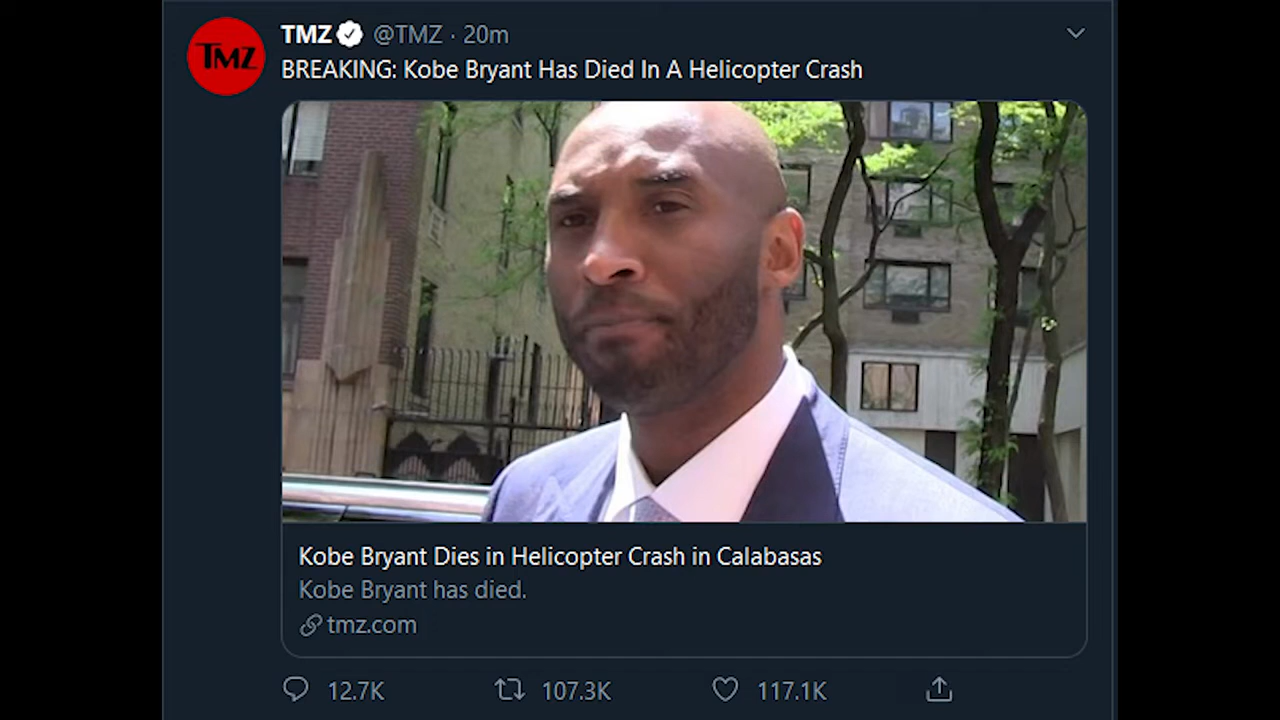 TMZ @TMZ · 20m
TMZ
BREAKING: Kobe Bryant Has Died In A Helicopter Crash
Kobe Bryant Dies in Helicopter Crash in Calabasas
Kobe Bryant has died.
tmz.com
12.7K 107.3K 117.1K